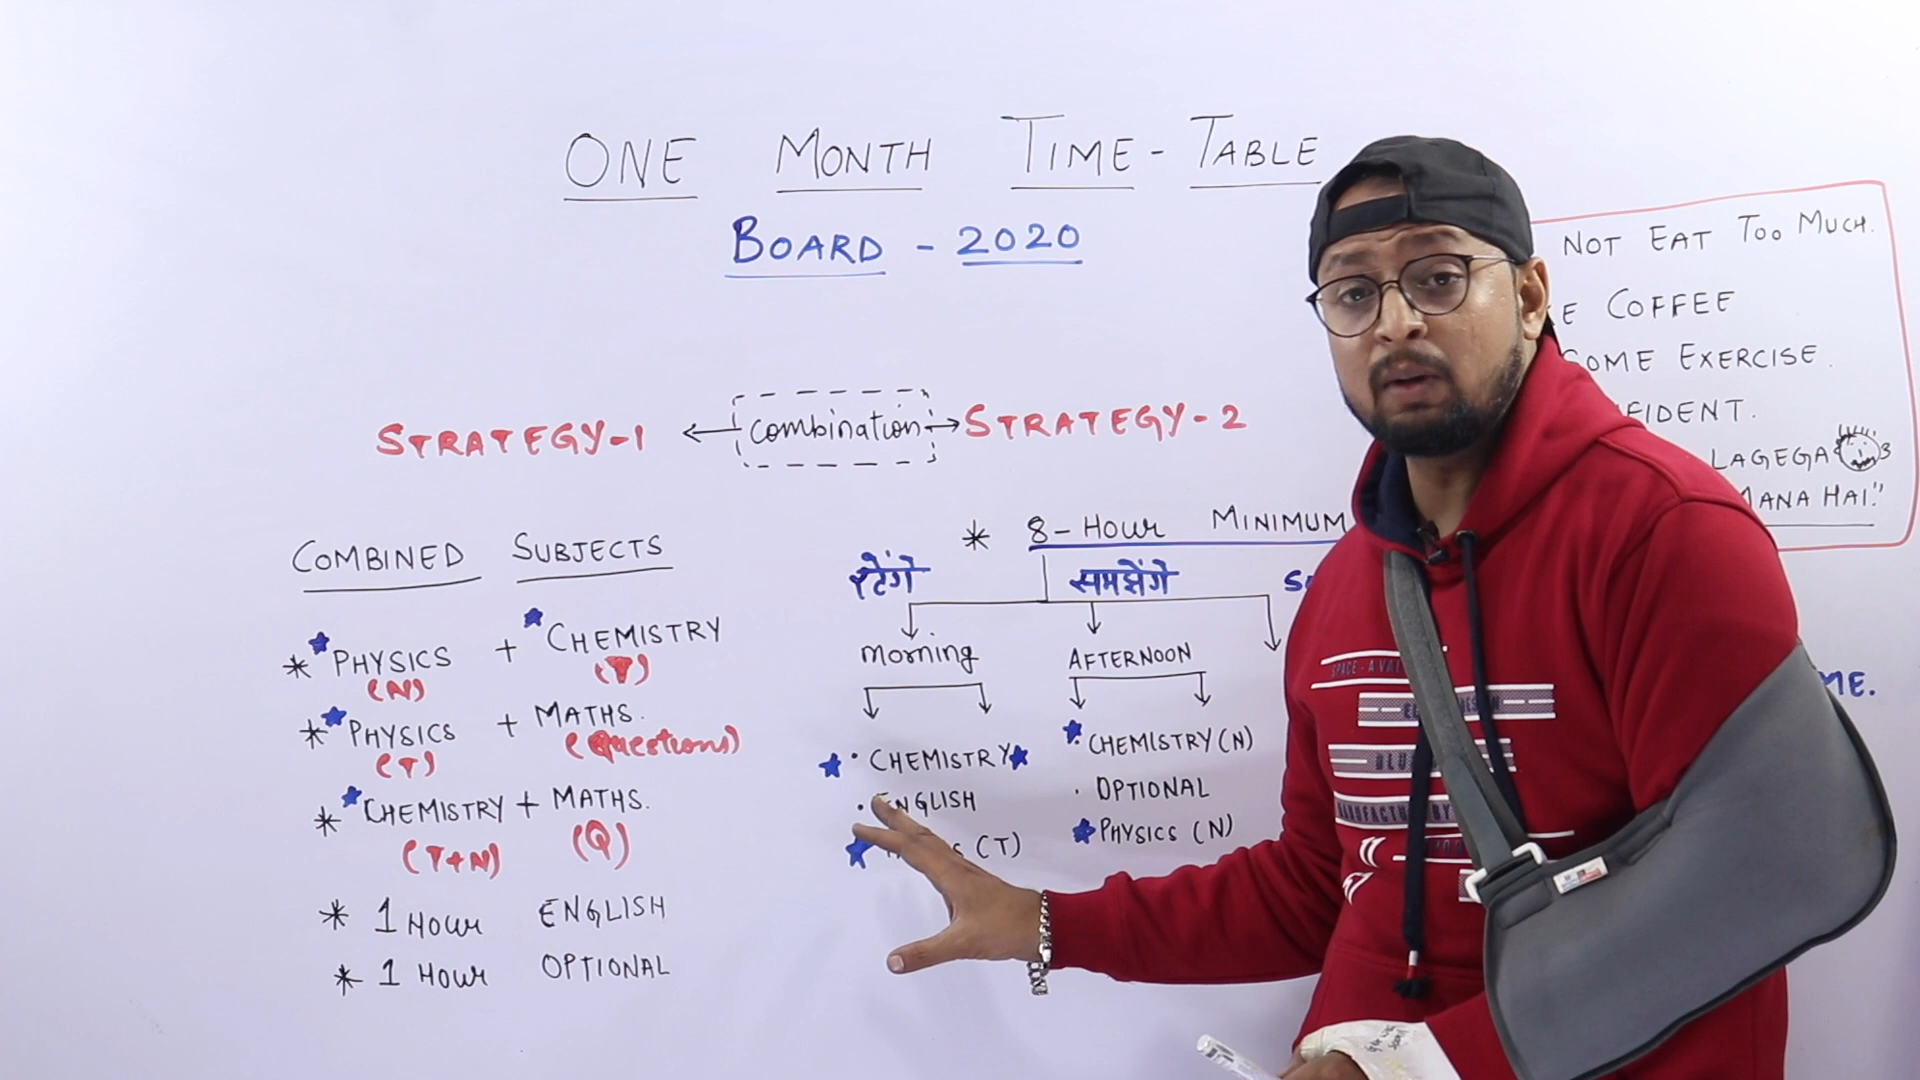 ONE MONTH TIME-TABLE
BOARD - 2020
NOT EAT TOO MUCH.
COFFEE
SOME EXERCISE.
LAGEGA
MANA HAI."
STRATEGY-1 ← combination → STRATEGY-2
COMBINED SUBJECTS
* PHYSICS + CHEMISTRY
(N) (T)
* PHYSICS + MATHS.
(T) (Questions)
* CHEMISTRY + MATHS.
(T+N) (Q)
* 1 HOUR ENGLISH
* 1 HOUR OPTIONAL
* 8-HOUR MINIMUM
रटेंगे समझेंगे
morning AFTERNOON
• CHEMISTRY
• ENGLISH
(T)
• CHEMISTRY (N)
• OPTIONAL
PHYSICS (N)